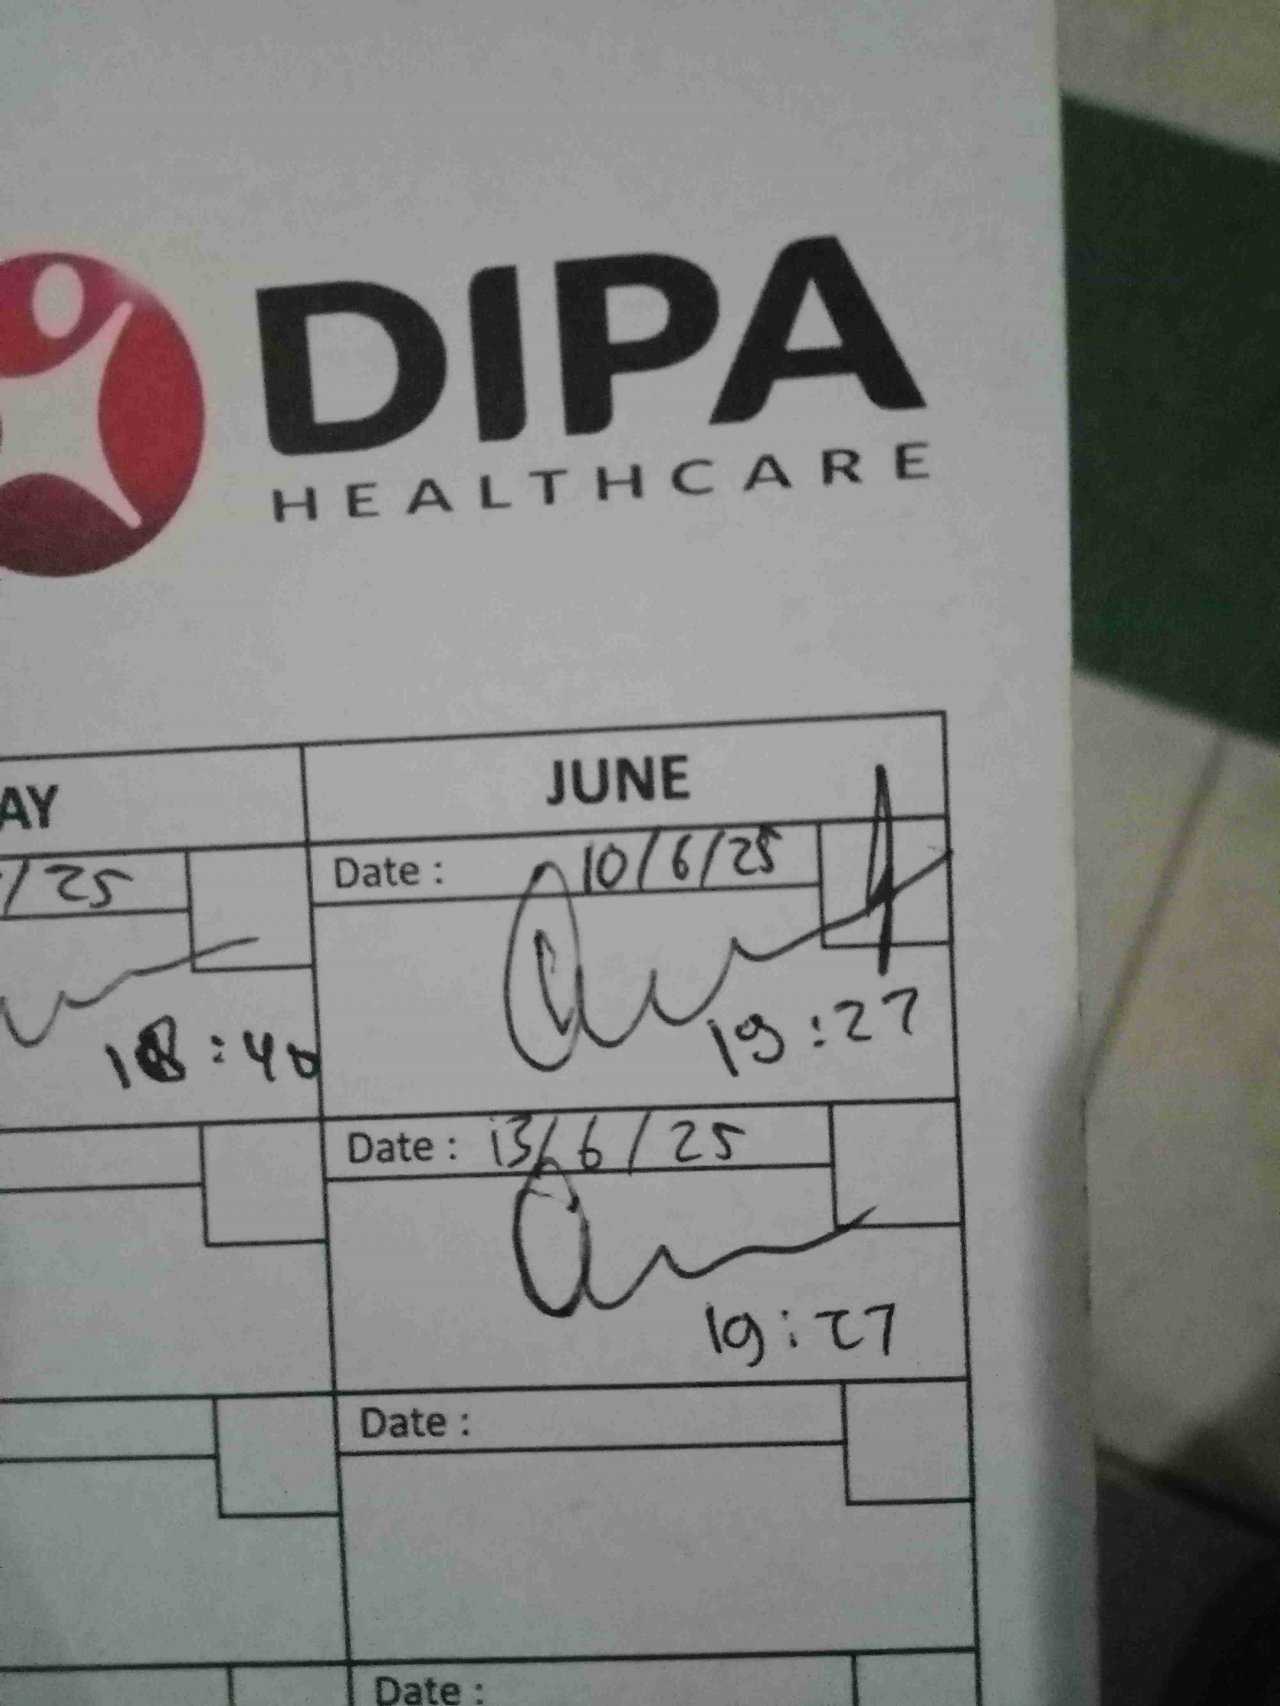 DIPA
HEALTHCARE
AY
JUNE
/25
Date : 10/6/25
18:40
19:27
Date : 13/6/25
19:27
Date :
Date :